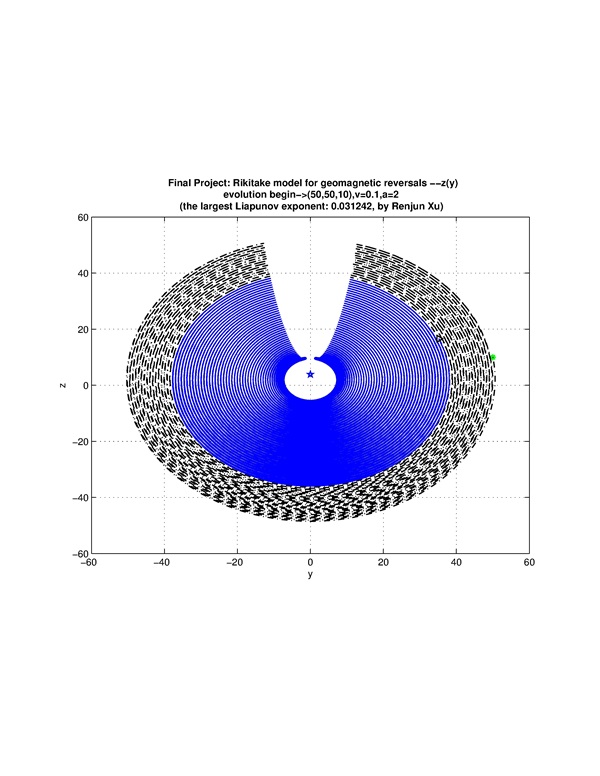 Final Project: Rikitake model for geomagnetic reversals −−z(y)
evolution begin−>(50,50,10),v=0.1,a=2
(the largest Liapunov exponent: 0.031242, by Renjun Xu)
60
40
20
0
−20
−40
−60
z
−60
−40
−20
0
20
40
60
y